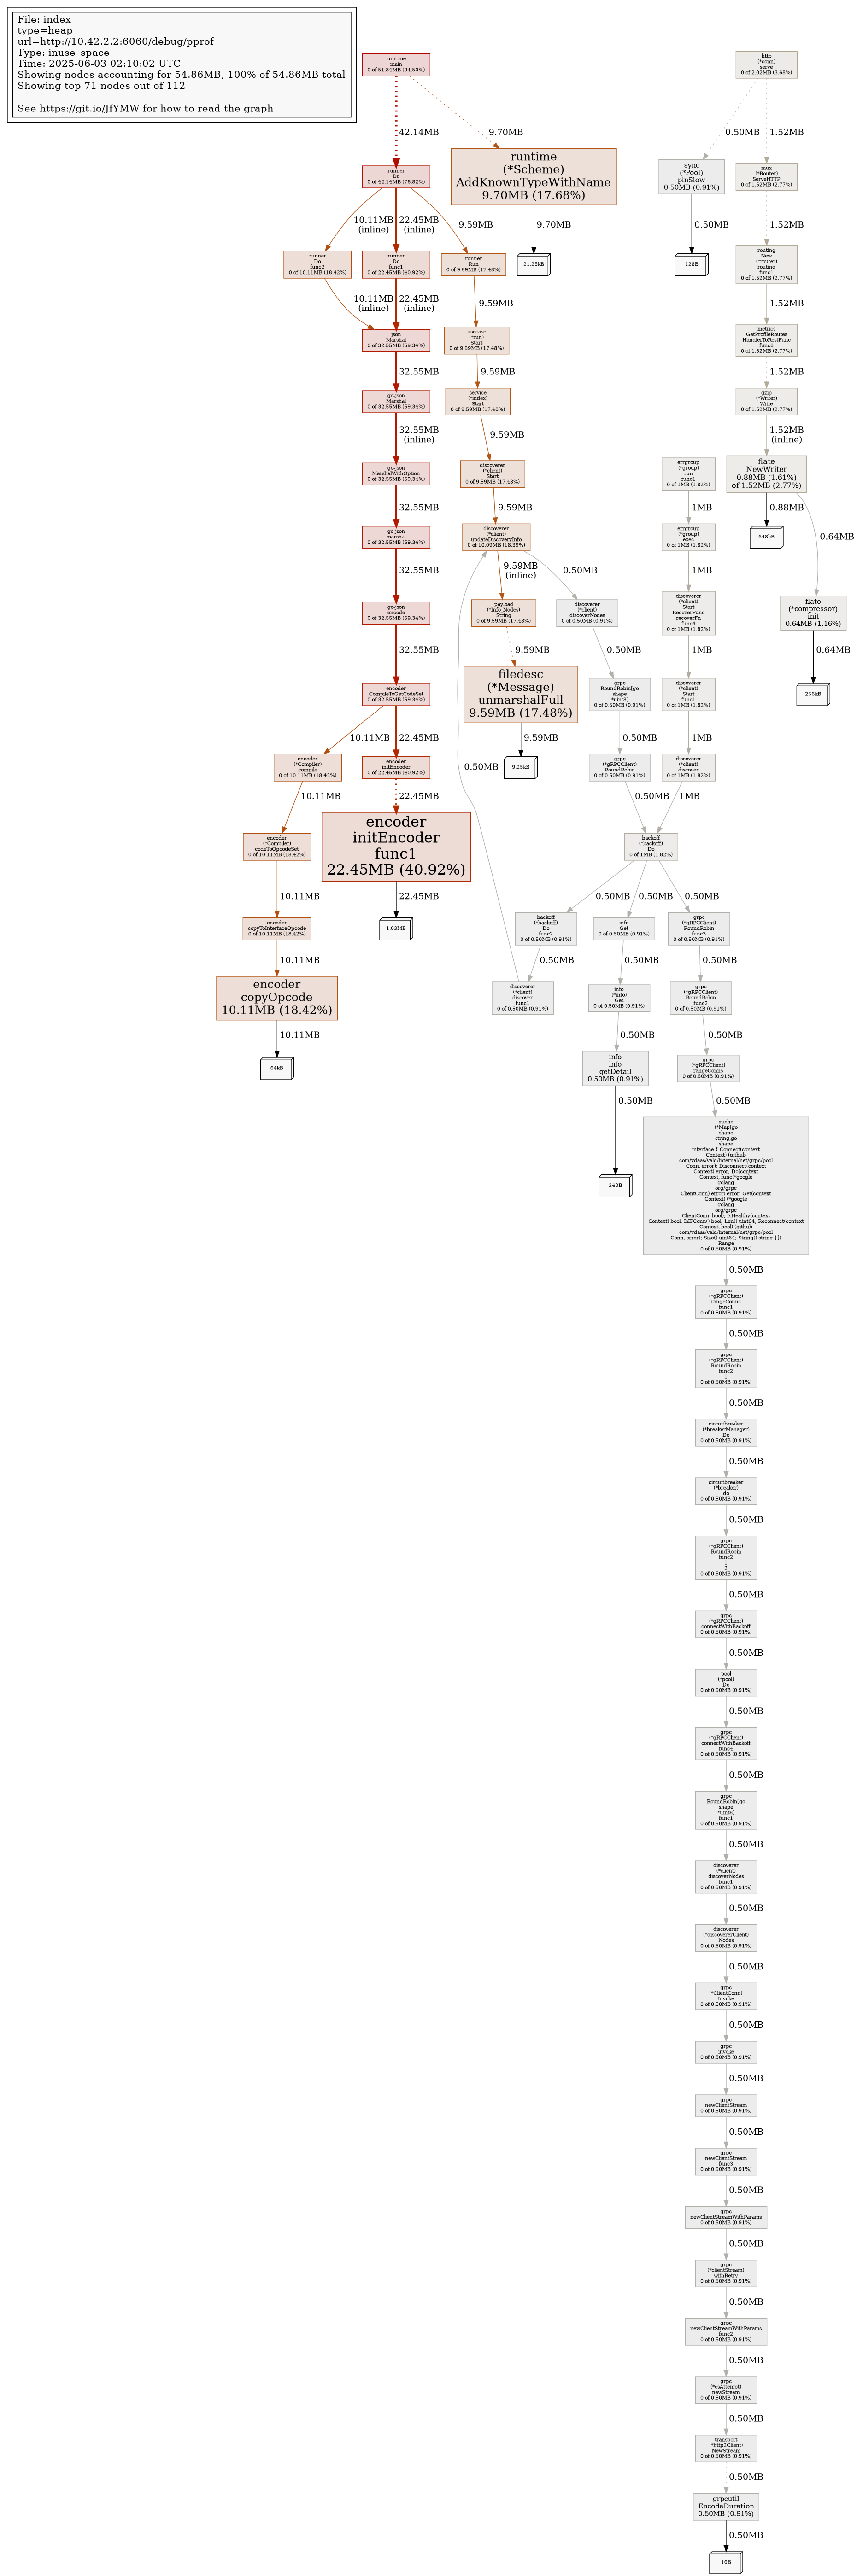 File: index
type=heap
url=http://10.42.2.2:6060/debug/pprof
Type: inuse_space
Time: 2025-06-03 02:10:02 UTC
Showing nodes accounting for 54.86MB, 100% of 54.86MB total
Showing top 71 nodes out of 112
See https://git.io/JfYMW for how to read the graph
runtime
main
0 of 51.84MB (94.50%)
http
(*conn)
serve
0 of 2.02MB (3.68%)
42.14MB
9.70MB
0.50MB
1.52MB
runner
Do
0 of 42.14MB (76.82%)
runtime
(*Scheme)
AddKnownTypeWithName
9.70MB (17.68%)
sync
(*Pool)
pinSlow
0.50MB (0.91%)
mux
(*Router)
ServeHTTP
0 of 1.52MB (2.77%)
10.11MB
(inline)
22.45MB
(inline)
9.59MB
9.70MB
0.50MB
1.52MB
runner
Do
func2
0 of 10.11MB (18.42%)
runner
Do
func1
0 of 22.45MB (40.92%)
runner
Run
0 of 9.59MB (17.48%)
21.25kB
128B
routing
New
(*router)
routing
func1
0 of 1.52MB (2.77%)
10.11MB
(inline)
22.45MB
(inline)
9.59MB
1.52MB
json
Marshal
0 of 32.55MB (59.34%)
usecase
(*run)
Start
0 of 9.59MB (17.48%)
metrics
GetProfileRoutes
HandlerToRestFunc
func8
0 of 1.52MB (2.77%)
32.55MB
9.59MB
1.52MB
go-json
Marshal
0 of 32.55MB (59.34%)
service
(*index)
Start
0 of 9.59MB (17.48%)
gzip
(*Writer)
Write
0 of 1.52MB (2.77%)
32.55MB
(inline)
9.59MB
1.52MB
(inline)
go-json
MarshalWithOption
0 of 32.55MB (59.34%)
discoverer
(*client)
Start
0 of 9.59MB (17.48%)
errgroup
(*group)
run
func1
0 of 1MB (1.82%)
flate
NewWriter
0.88MB (1.61%)
of 1.52MB (2.77%)
32.55MB
9.59MB
1MB
0.88MB
0.64MB
go-json
marshal
0 of 32.55MB (59.34%)
discoverer
(*client)
updateDiscoveryInfo
0 of 10.09MB (18.39%)
errgroup
(*group)
exec
0 of 1MB (1.82%)
648kB
32.55MB
9.59MB
(inline)
0.50MB
1MB
go-json
encode
0 of 32.55MB (59.34%)
payload
(*Info_Nodes)
String
0 of 9.59MB (17.48%)
discoverer
(*client)
discoverNodes
0 of 0.50MB (0.91%)
discoverer
(*client)
Start
RecoverFunc
recoverFn
func4
0 of 1MB (1.82%)
flate
(*compressor)
init
0.64MB (1.16%)
32.55MB
9.59MB
0.50MB
1MB
0.64MB
encoder
CompileToGetCodeSet
0 of 32.55MB (59.34%)
filedesc
(*Message)
unmarshalFull
9.59MB (17.48%)
grpc
RoundRobin[go
shape
*uint8]
0 of 0.50MB (0.91%)
discoverer
(*client)
Start
func1
0 of 1MB (1.82%)
256kB
10.11MB
22.45MB
9.59MB
0.50MB
1MB
encoder
(*Compiler)
compile
0 of 10.11MB (18.42%)
encoder
initEncoder
0 of 22.45MB (40.92%)
0.50MB
9.25kB
grpc
(*gRPCClient)
RoundRobin
0 of 0.50MB (0.91%)
discoverer
(*client)
discover
0 of 1MB (1.82%)
10.11MB
22.45MB
0.50MB
1MB
encoder
(*Compiler)
codeToOpcodeSet
0 of 10.11MB (18.42%)
encoder
initEncoder
func1
22.45MB (40.92%)
backoff
(*backoff)
Do
0 of 1MB (1.82%)
10.11MB
22.45MB
0.50MB
0.50MB
0.50MB
encoder
copyToInterfaceOpcode
0 of 10.11MB (18.42%)
1.03MB
backoff
(*backoff)
Do
func2
0 of 0.50MB (0.91%)
info
Get
0 of 0.50MB (0.91%)
grpc
(*gRPCClient)
RoundRobin
func3
0 of 0.50MB (0.91%)
10.11MB
0.50MB
0.50MB
0.50MB
encoder
copyOpcode
10.11MB (18.42%)
discoverer
(*client)
discover
func1
0 of 0.50MB (0.91%)
info
(*info)
Get
0 of 0.50MB (0.91%)
grpc
(*gRPCClient)
RoundRobin
func2
0 of 0.50MB (0.91%)
10.11MB
0.50MB
0.50MB
64kB
info
info
getDetail
0.50MB (0.91%)
grpc
(*gRPCClient)
rangeConns
0 of 0.50MB (0.91%)
0.50MB
0.50MB
240B
gache
(*Map[go
shape
string,go
shape
interface { Connect(context
Context) (github
com/vdaas/vald/internal/net/grpc/pool
Conn, error); Disconnect(context
Context) error; Do(context
Context, func(*google
golang
org/grpc
ClientConn) error) error; Get(context
Context) (*google
golang
org/grpc
ClientConn, bool); IsHealthy(context
Context) bool; IsIPConn() bool; Len() uint64; Reconnect(context
Context, bool) (github
com/vdaas/vald/internal/net/grpc/pool
Conn, error); Size() uint64; String() string }])
Range
0 of 0.50MB (0.91%)
0.50MB
grpc
(*gRPCClient)
rangeConns
func1
0 of 0.50MB (0.91%)
0.50MB
grpc
(*gRPCClient)
RoundRobin
func2
1
0 of 0.50MB (0.91%)
0.50MB
circuitbreaker
(*breakerManager)
Do
0 of 0.50MB (0.91%)
0.50MB
circuitbreaker
(*breaker)
do
0 of 0.50MB (0.91%)
0.50MB
grpc
(*gRPCClient)
RoundRobin
func2
1
2
0 of 0.50MB (0.91%)
0.50MB
grpc
(*gRPCClient)
connectWithBackoff
0 of 0.50MB (0.91%)
0.50MB
pool
(*pool)
Do
0 of 0.50MB (0.91%)
0.50MB
grpc
(*gRPCClient)
connectWithBackoff
func4
0 of 0.50MB (0.91%)
0.50MB
grpc
RoundRobin[go
shape
*uint8]
func1
0 of 0.50MB (0.91%)
0.50MB
discoverer
(*client)
discoverNodes
func1
0 of 0.50MB (0.91%)
0.50MB
discoverer
(*discovererClient)
Nodes
0 of 0.50MB (0.91%)
0.50MB
grpc
(*ClientConn)
Invoke
0 of 0.50MB (0.91%)
0.50MB
grpc
invoke
0 of 0.50MB (0.91%)
0.50MB
grpc
newClientStream
0 of 0.50MB (0.91%)
0.50MB
grpc
newClientStream
func3
0 of 0.50MB (0.91%)
0.50MB
grpc
newClientStreamWithParams
0 of 0.50MB (0.91%)
0.50MB
grpc
(*clientStream)
withRetry
0 of 0.50MB (0.91%)
0.50MB
grpc
newClientStreamWithParams
func2
0 of 0.50MB (0.91%)
0.50MB
grpc
(*csAttempt)
newStream
0 of 0.50MB (0.91%)
0.50MB
transport
(*http2Client)
NewStream
0 of 0.50MB (0.91%)
0.50MB
grpcutil
EncodeDuration
0.50MB (0.91%)
0.50MB
16B